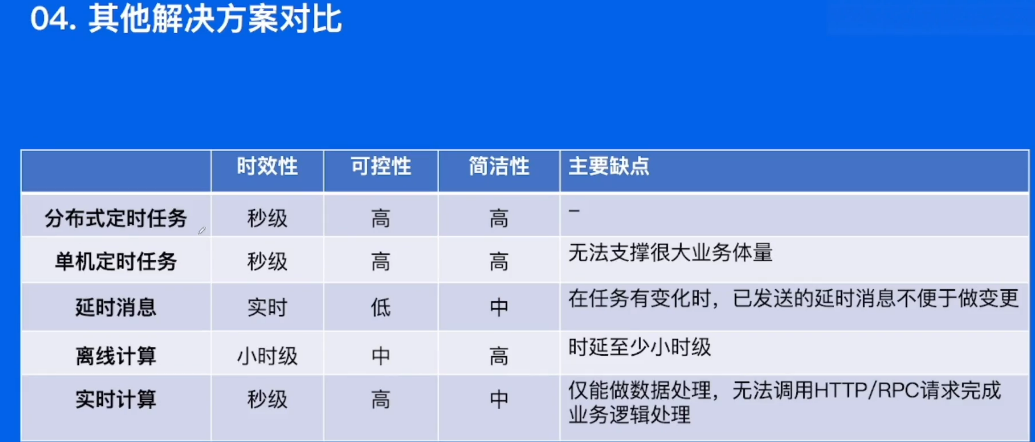 04. 其他解决方案对比
时效性 可控性 简洁性 主要缺点
分布式定时任务 秒级 高 高 –
单机定时任务 秒级 高 高 无法支撑很大业务体量
延时消息 实时 低 中 在任务有变化时，已发送的延时消息不便于做变更
离线计算 小时级 中 高 时延至少小时级
实时计算 秒级 高 中 仅能做数据处理，无法调用HTTP/RPC请求完成
业务逻辑处理